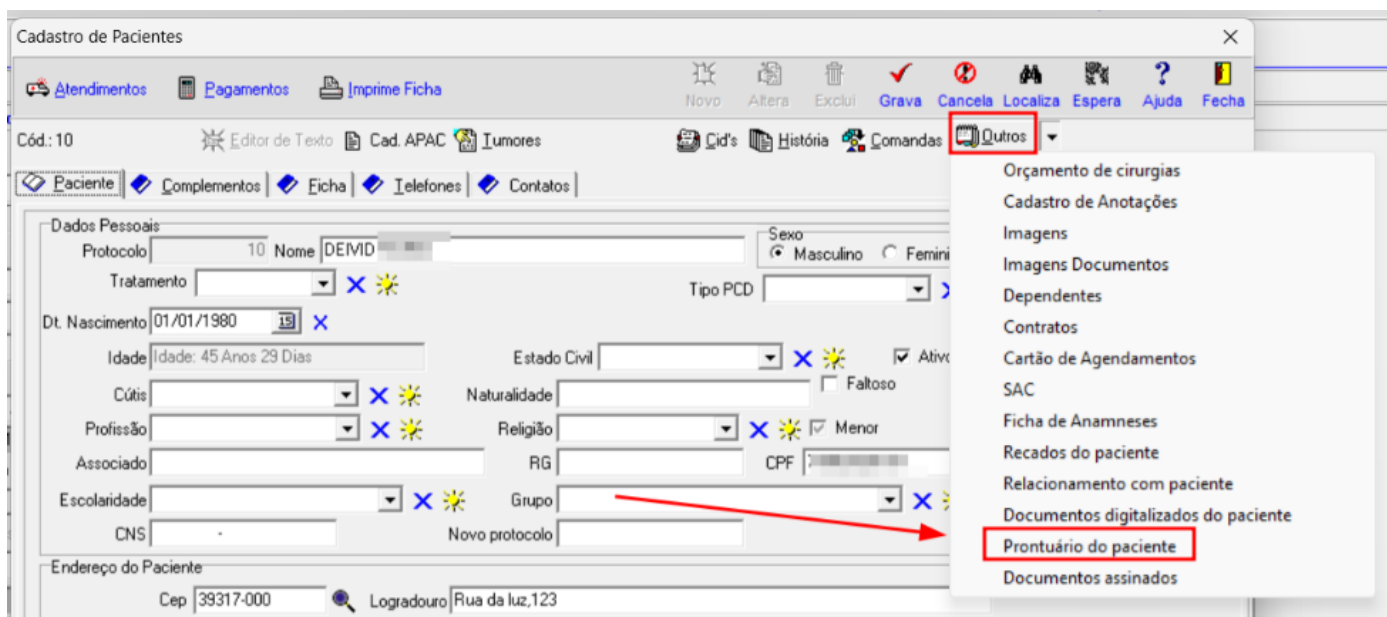 Cadastro de Pacientes
Atendimentos Pagamentos Imprime Ficha Novo Altera Exclui Grava Cancela Localiza Espera Ajuda Fecha
Cód.: 10 Editor de Texto Cad. APAC Tumores Cid's História Comandas Outros
Paciente Complementos Ficha Telefones Contatos
Orçamento de cirurgias
Cadastro de Anotações
Imagens
Imagens Documentos
Dependentes
Contratos
Cartão de Agendamentos
SAC
Ficha de Anamneses
Recados do paciente
Relacionamento com paciente
Documentos digitalizados do paciente
Prontuário do paciente
Documentos assinados
Dados Pessoais
Protocolo 10 Nome DEIVID Sexo Masculino Femini
Tratamento Tipo PCD
Dt. Nascimento 01/01/1980 15
Idade Idade: 45 Anos 29 Dias Estado Civil Ativo
Cútis Naturalidade Faltoso
Profissão Religião Menor
Associado RG CPF
Escolaridade Grupo
CNS - Novo protocolo
Endereço do Paciente
Cep 39317-000 Logradouro Rua da luz,123